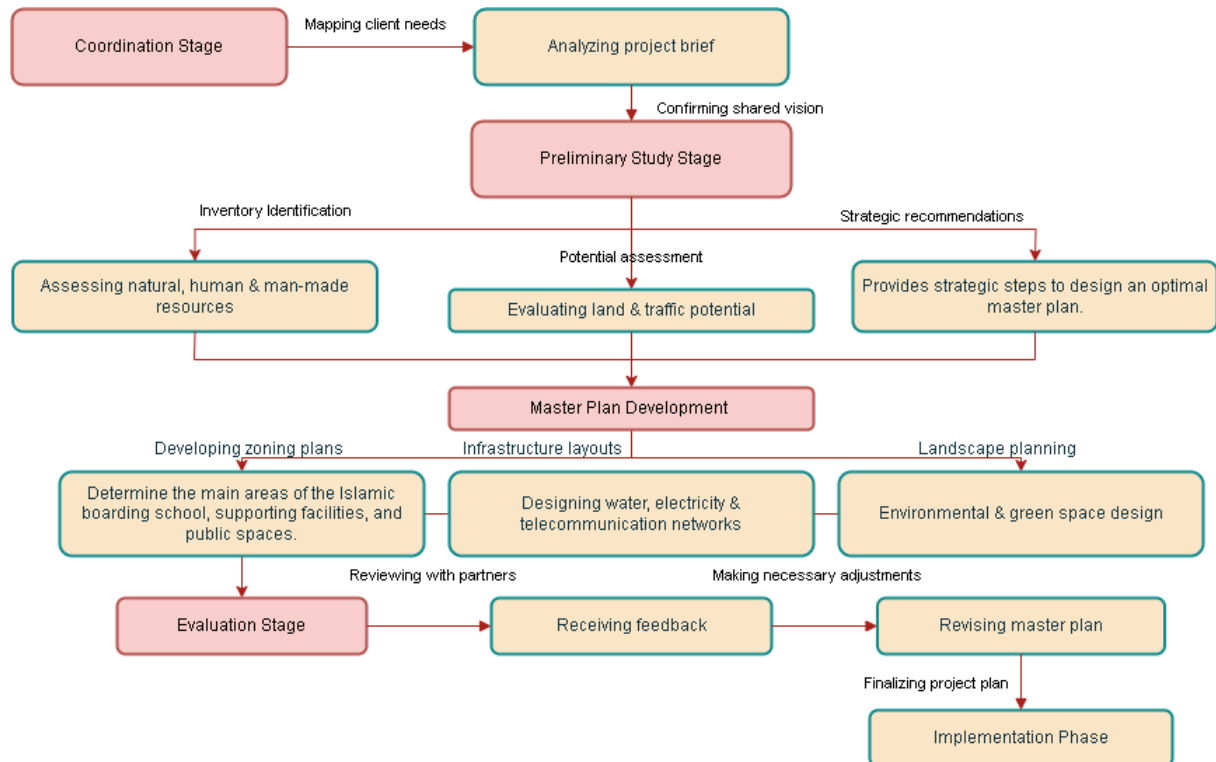 Mapping client needs
Coordination Stage
Analyzing project brief
Confirming shared vision
Preliminary Study Stage
Inventory Identification
Strategic recommendations
Potential assessment
Assessing natural, human & man-made
resources
Evaluating land & traffic potential
Provides strategic steps to design an optimal
master plan.
Master Plan Development
Developing zoning plans
Infrastructure layouts
Landscape planning
Determine the main areas of the Islamic
boarding school, supporting facilities, and
public spaces.
Designing water, electricity &
telecommunication networks
Environmental & green space design
Reviewing with partners
Making necessary adjustments
Evaluation Stage
Receiving feedback
Revising master plan
Finalizing project plan
Implementation Phase